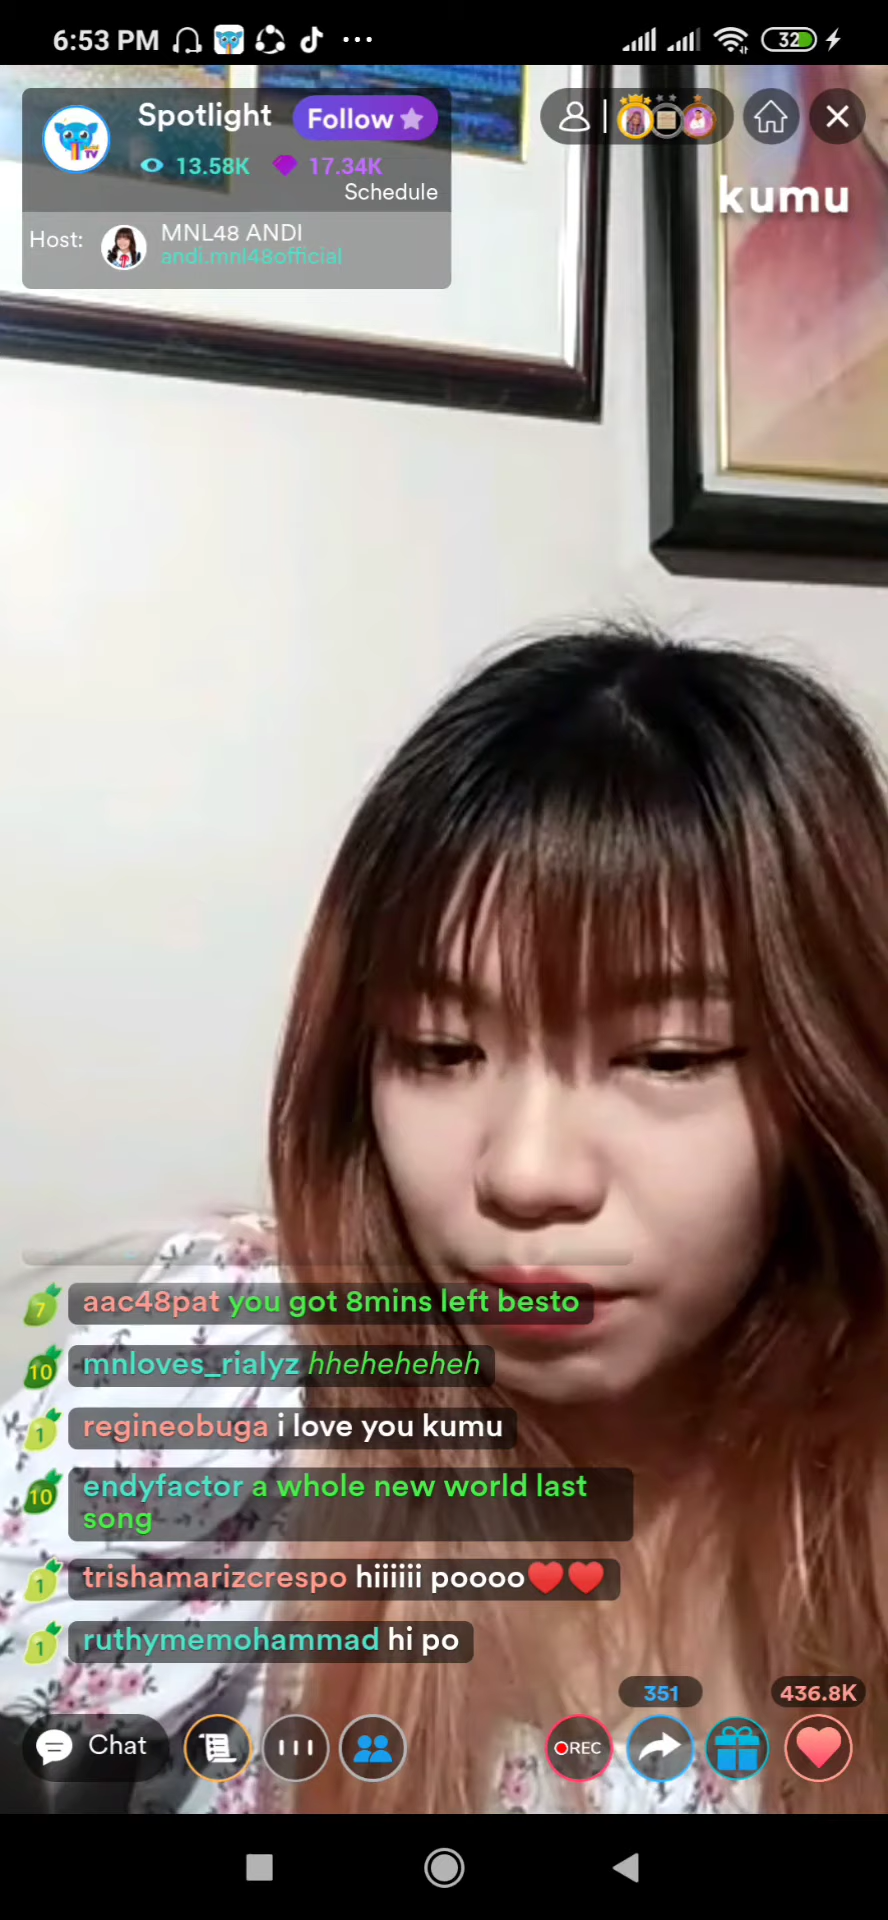 6:53 PM
32
Spotlight
Follow
13.58K
17.34K
Schedule
kumu
Host:
MNL48 ANDI
andi.mnl48official
7 aac48pat you got 8mins left besto
10 mnloves_rialyz hheheheheh
1 regineobuga i love you kumu
10 endyfactor a whole new world last
song
1 trishamarizcrespo hiiiiii poooo❤️❤️
1 ruthymemohammad hi po
351
436.8K
Chat
REC
TV